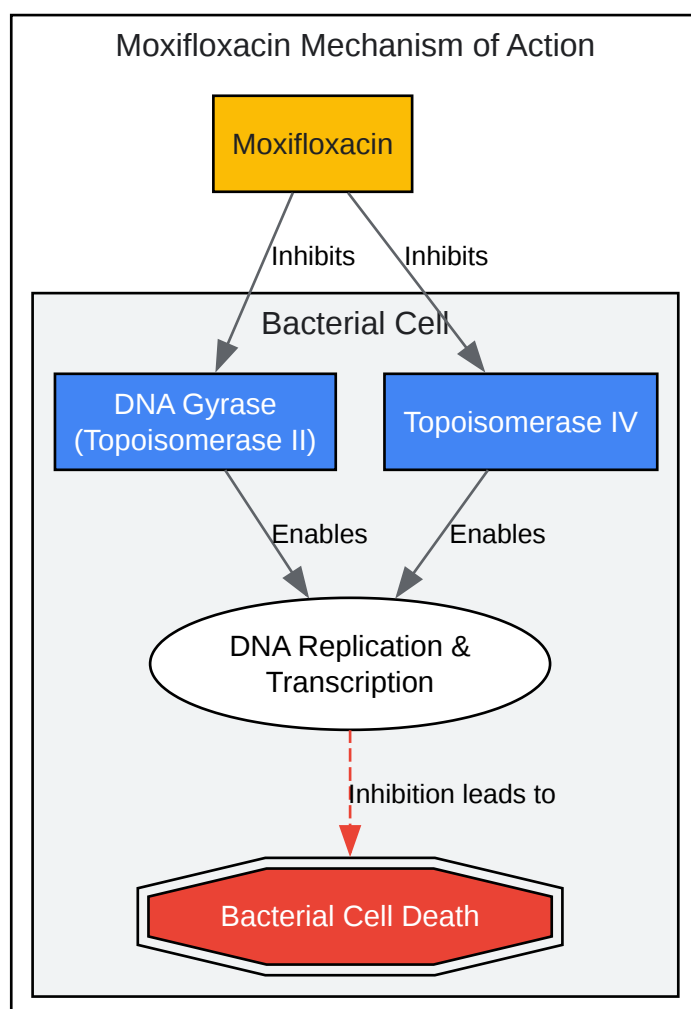 Moxifloxacin Mechanism of Action
Moxifloxacin
Inhibits
Inhibits
Bacterial Cell
DNA Gyrase
(Topoisomerase II)
Topoisomerase IV
Enables
Enables
DNA Replication &
Transcription
Inhibition leads to
Bacterial Cell Death